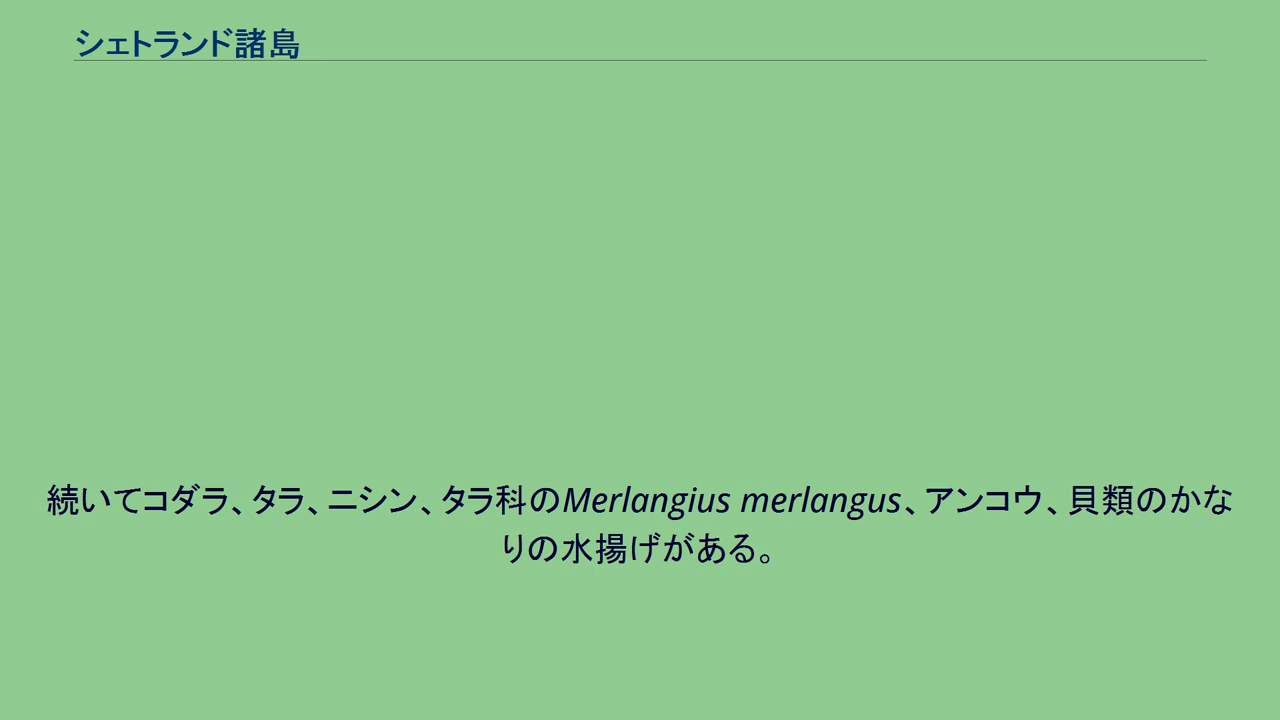 シェトランド諸島
続いてコダラ、タラ、ニシン、タラ科のMerlangius merlangus、アンコウ、貝類のかな
りの水揚げがある。